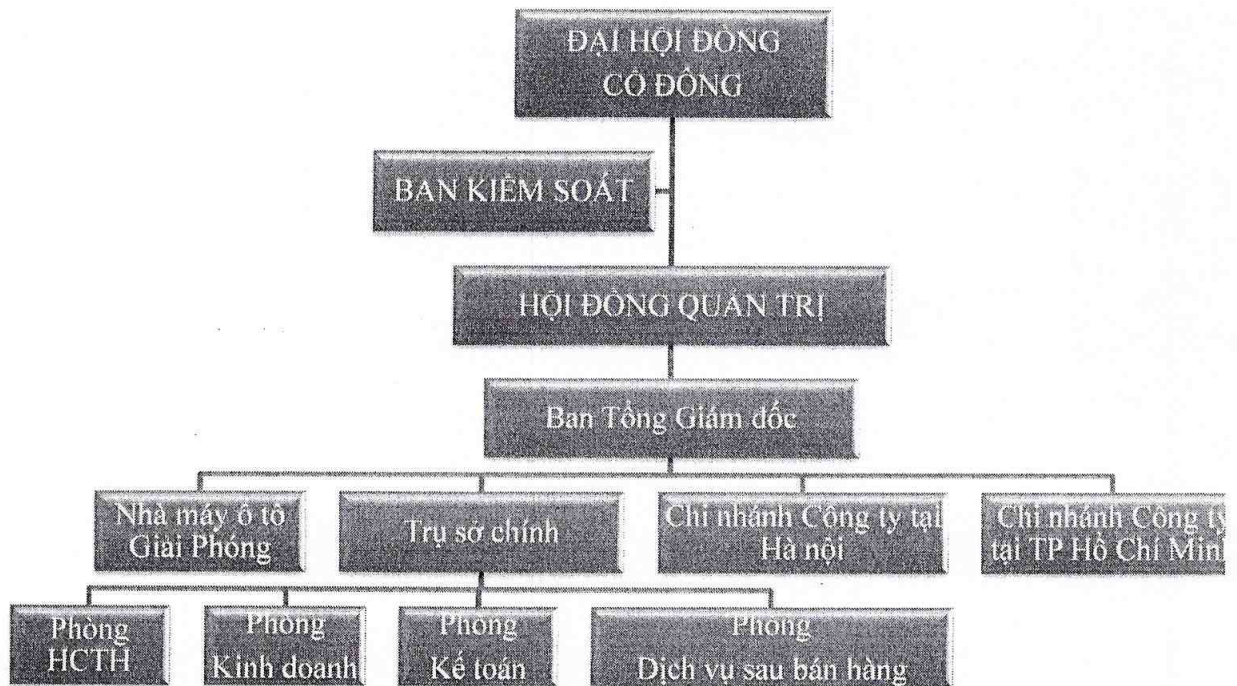 ĐẠI HỘI ĐỒNG
CỔ ĐÔNG
BAN KIỂM SOÁT
HỘI ĐỒNG QUẢN TRỊ
Ban Tổng Giám đốc
Nhà máy ô tô
Giải Phóng
Trụ sở chính
Chi nhánh Công ty tại
Hà nội
Chi nhánh Công ty
tại TP Hồ Chí Minh
Phòng
HCTH
Phòng
Kinh doanh
Phòng
Kế toán
Phòng
Dịch vụ sau bán hàng